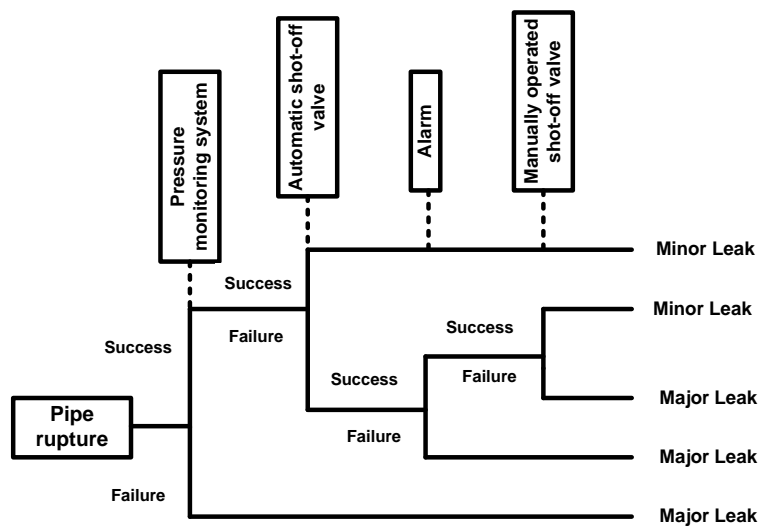 Pressure
monitoring system
Automatic shot-off
valve
Alarm
Manually operated
shot-off valve
Minor Leak
Success
Minor Leak
Success
Failure
Success
Success
Failure
Major Leak
Pipe
rupture
Failure
Major Leak
Failure
Major Leak